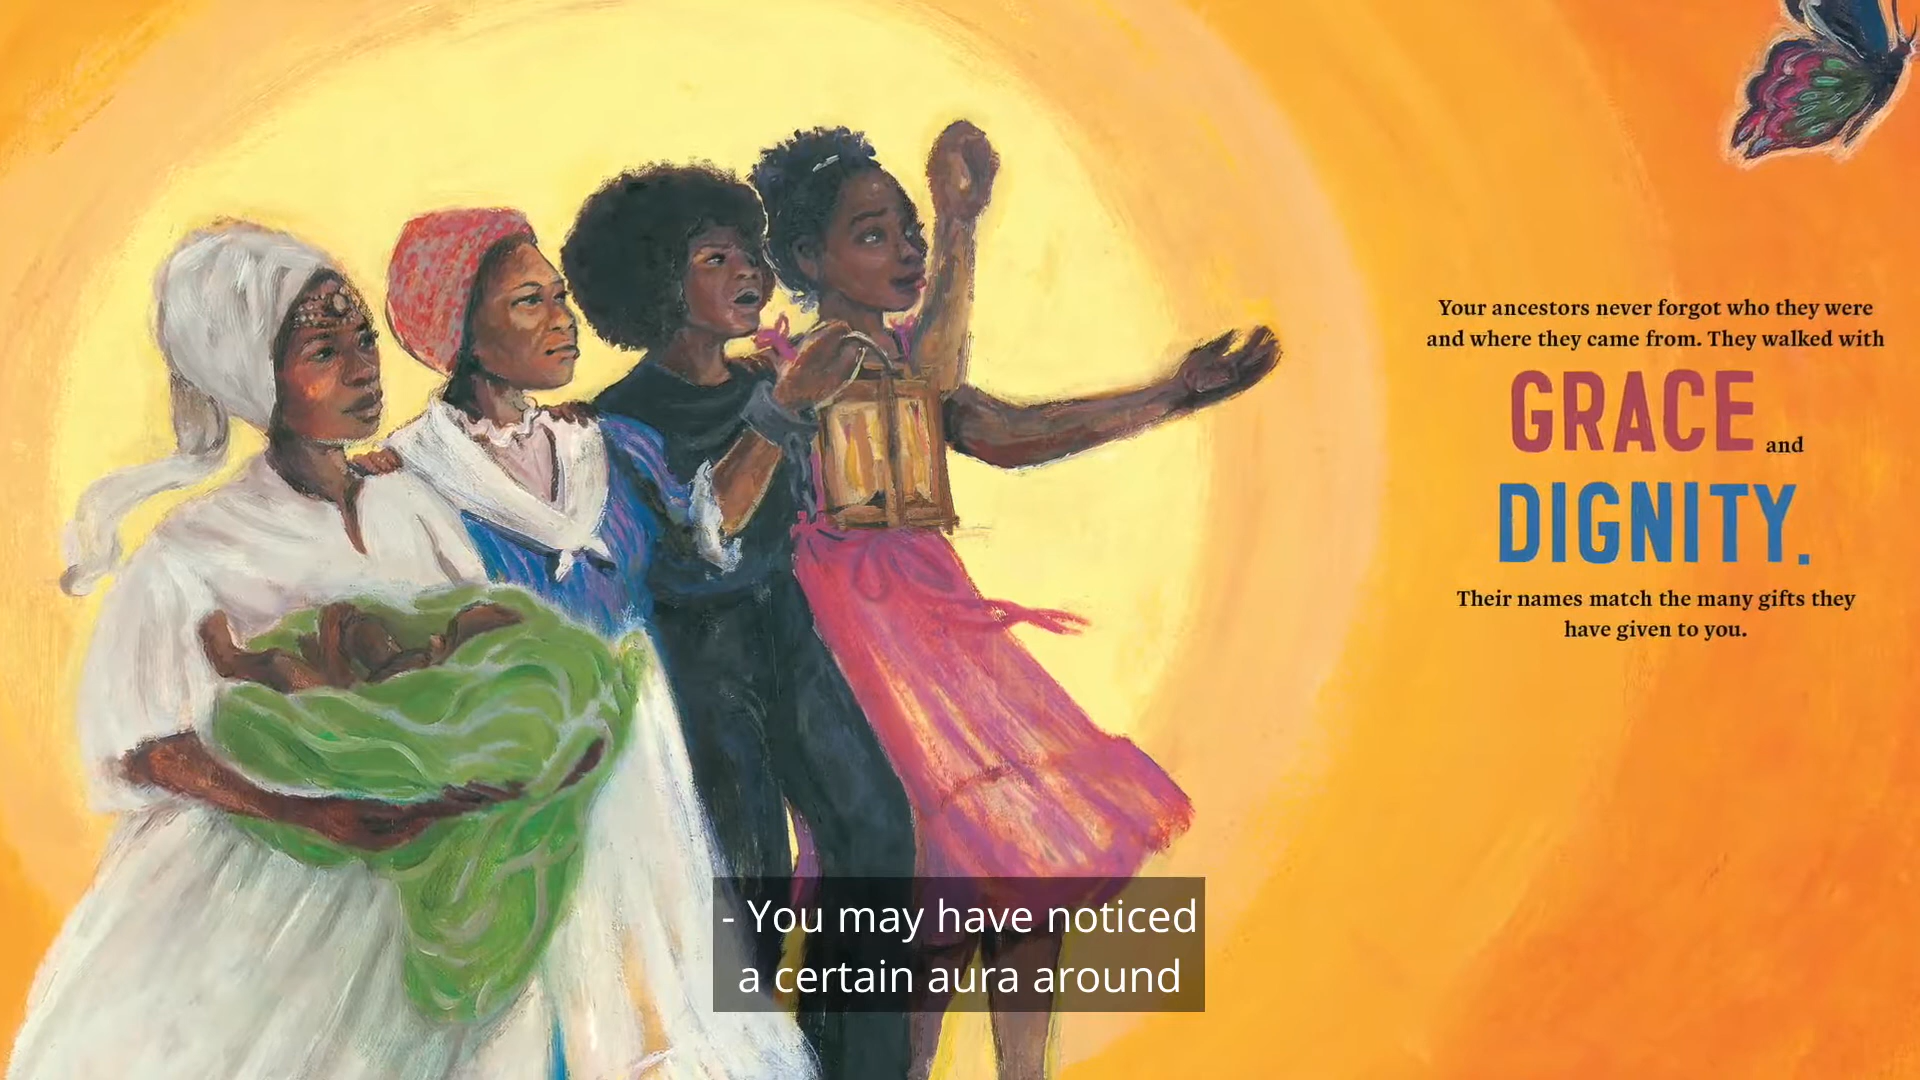 Your ancestors never forgot who they were
and where they came from. They walked with
GRACE and
DIGNITY.
Their names match the many gifts they
have given to you.
- You may have noticed
a certain aura around